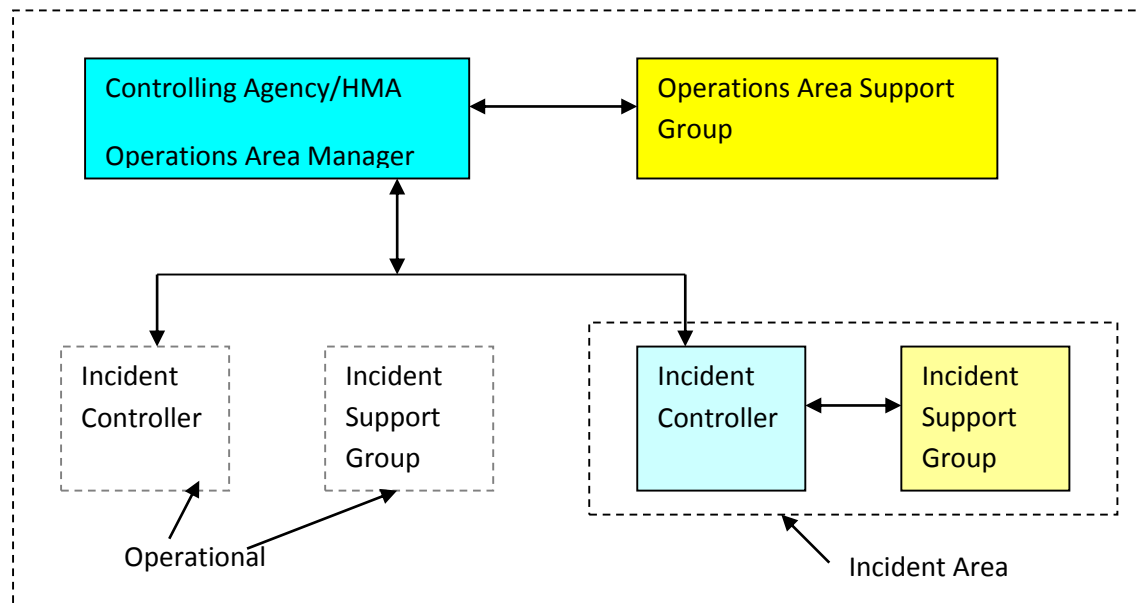 Controlling Agency/HMA
Operations Area Manager
Operations Area Support
Group
Incident
Controller
Incident
Support
Group
Incident
Controller
Incident
Support
Group
Operational
Incident Area